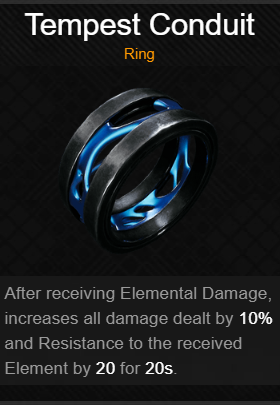 Tempest Conduit
Ring
After receiving Elemental Damage,
increases all damage dealt by 10%
and Resistance to the received
Element by 20 for 20s.